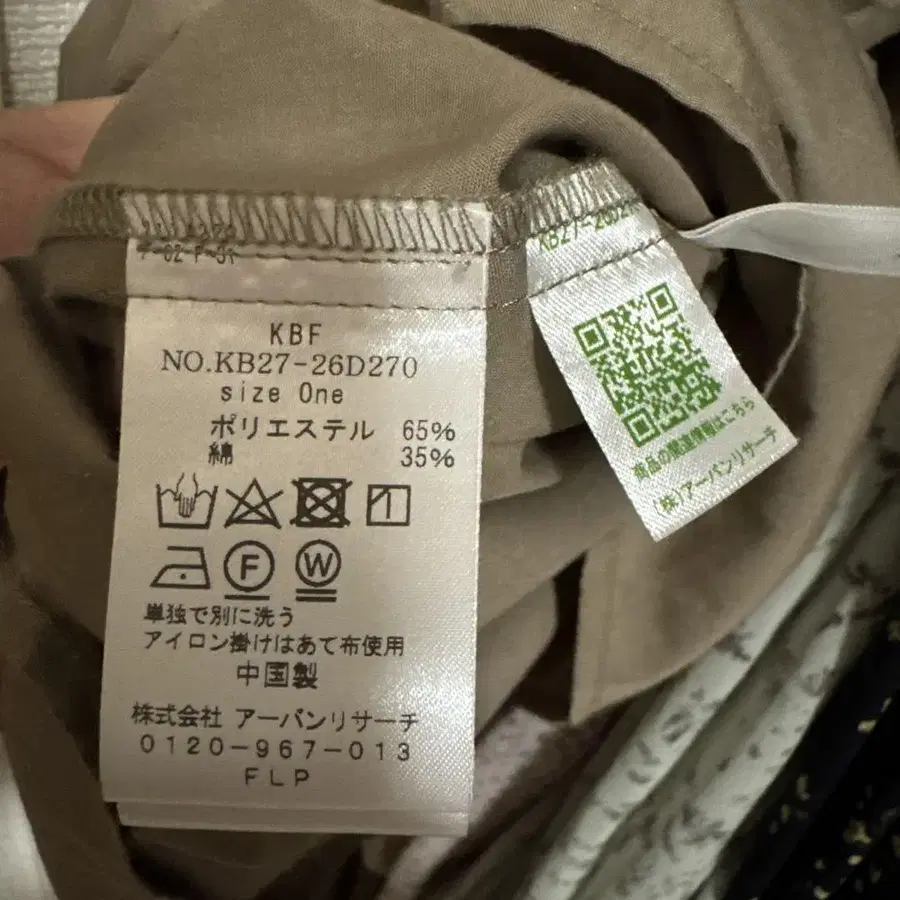 KBF
NO.KB27-26D270
size One
ポリエステル 65%
綿 35%
1
F W
単独で別に洗う
アイロン掛けはあて布使用
中国製
株式会社 アーバンリサーチ
0120-967-013
FLP
KB27-26D2
商品の関連情報はこちら
(株)アーバンリサーチ